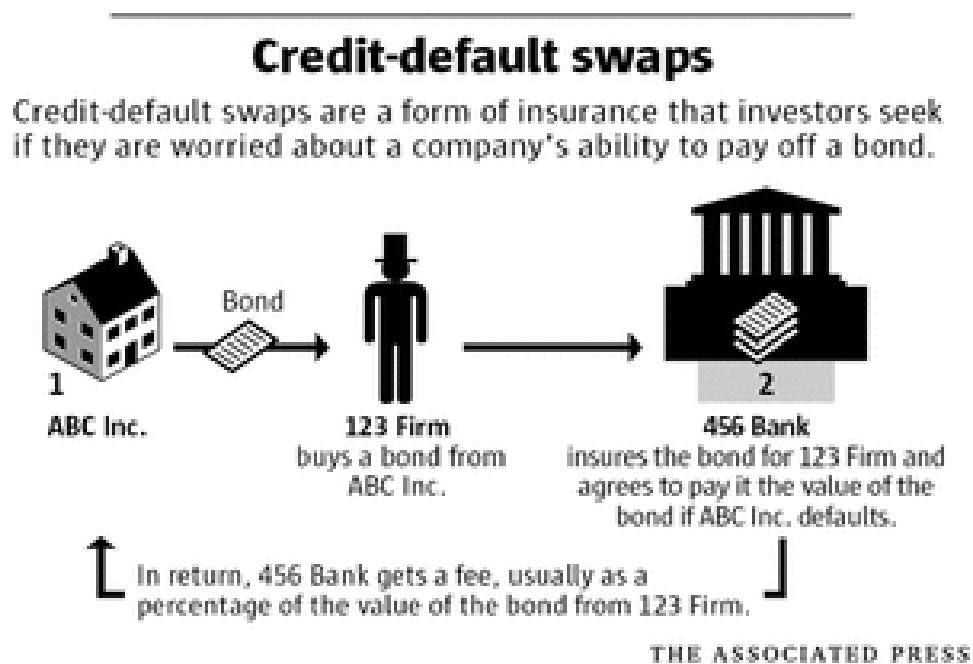 Credit-default swaps
Credit-default swaps are a form of insurance that investors seek
if they are worried about a company's ability to pay off a bond.
Bond
1
ABC Inc.
123 Firm
buys a bond from
ABC Inc.
2
456 Bank
insures the bond for 123 Firm and
agrees to pay it the value of the
bond if ABC Inc. defaults.
In return, 456 Bank gets a fee, usually as a
percentage of the value of the bond from 123 Firm.
THE ASSOCIATED PRESS